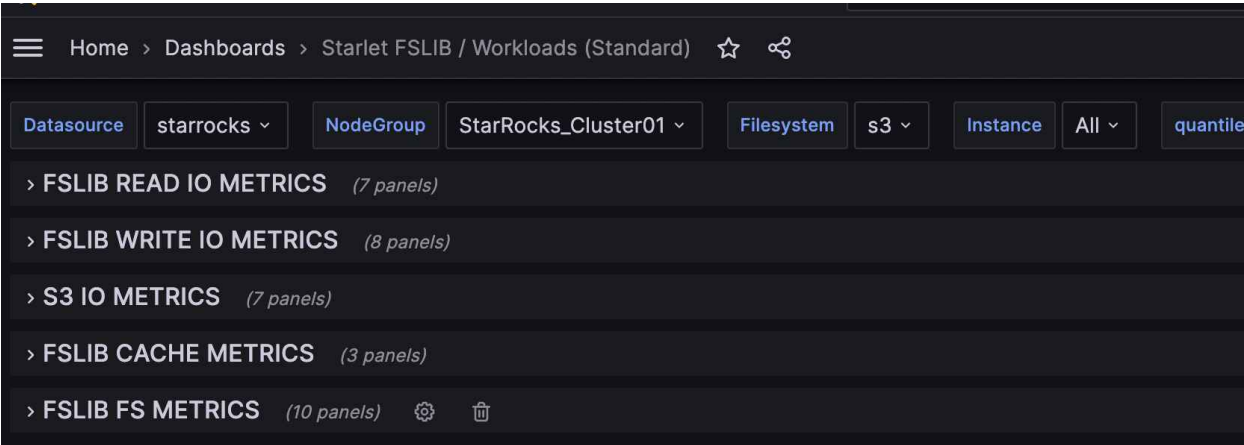 Home › Dashboards › Starlet FSLIB / Workloads (Standard)
Datasource starrocks NodeGroup StarRocks_Cluster01 Filesystem s3 Instance All quantile
› FSLIB READ IO METRICS (7 panels)
› FSLIB WRITE IO METRICS (8 panels)
› S3 IO METRICS (7 panels)
› FSLIB CACHE METRICS (3 panels)
› FSLIB FS METRICS (10 panels)